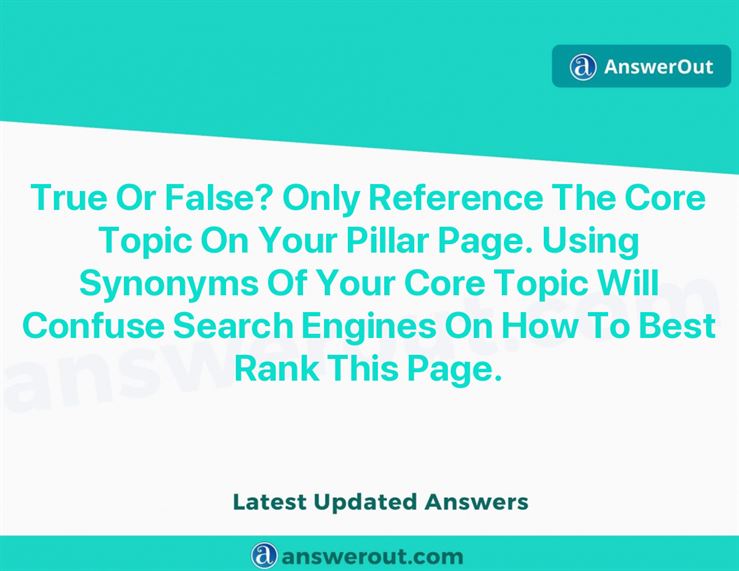 AnswerOut
True Or False? Only Reference The Core
Topic On Your Pillar Page. Using
Synonyms Of Your Core Topic Will
Confuse Search Engines On How To Best
Rank This Page.
answerout.com
Latest Updated Answers
answerout.com